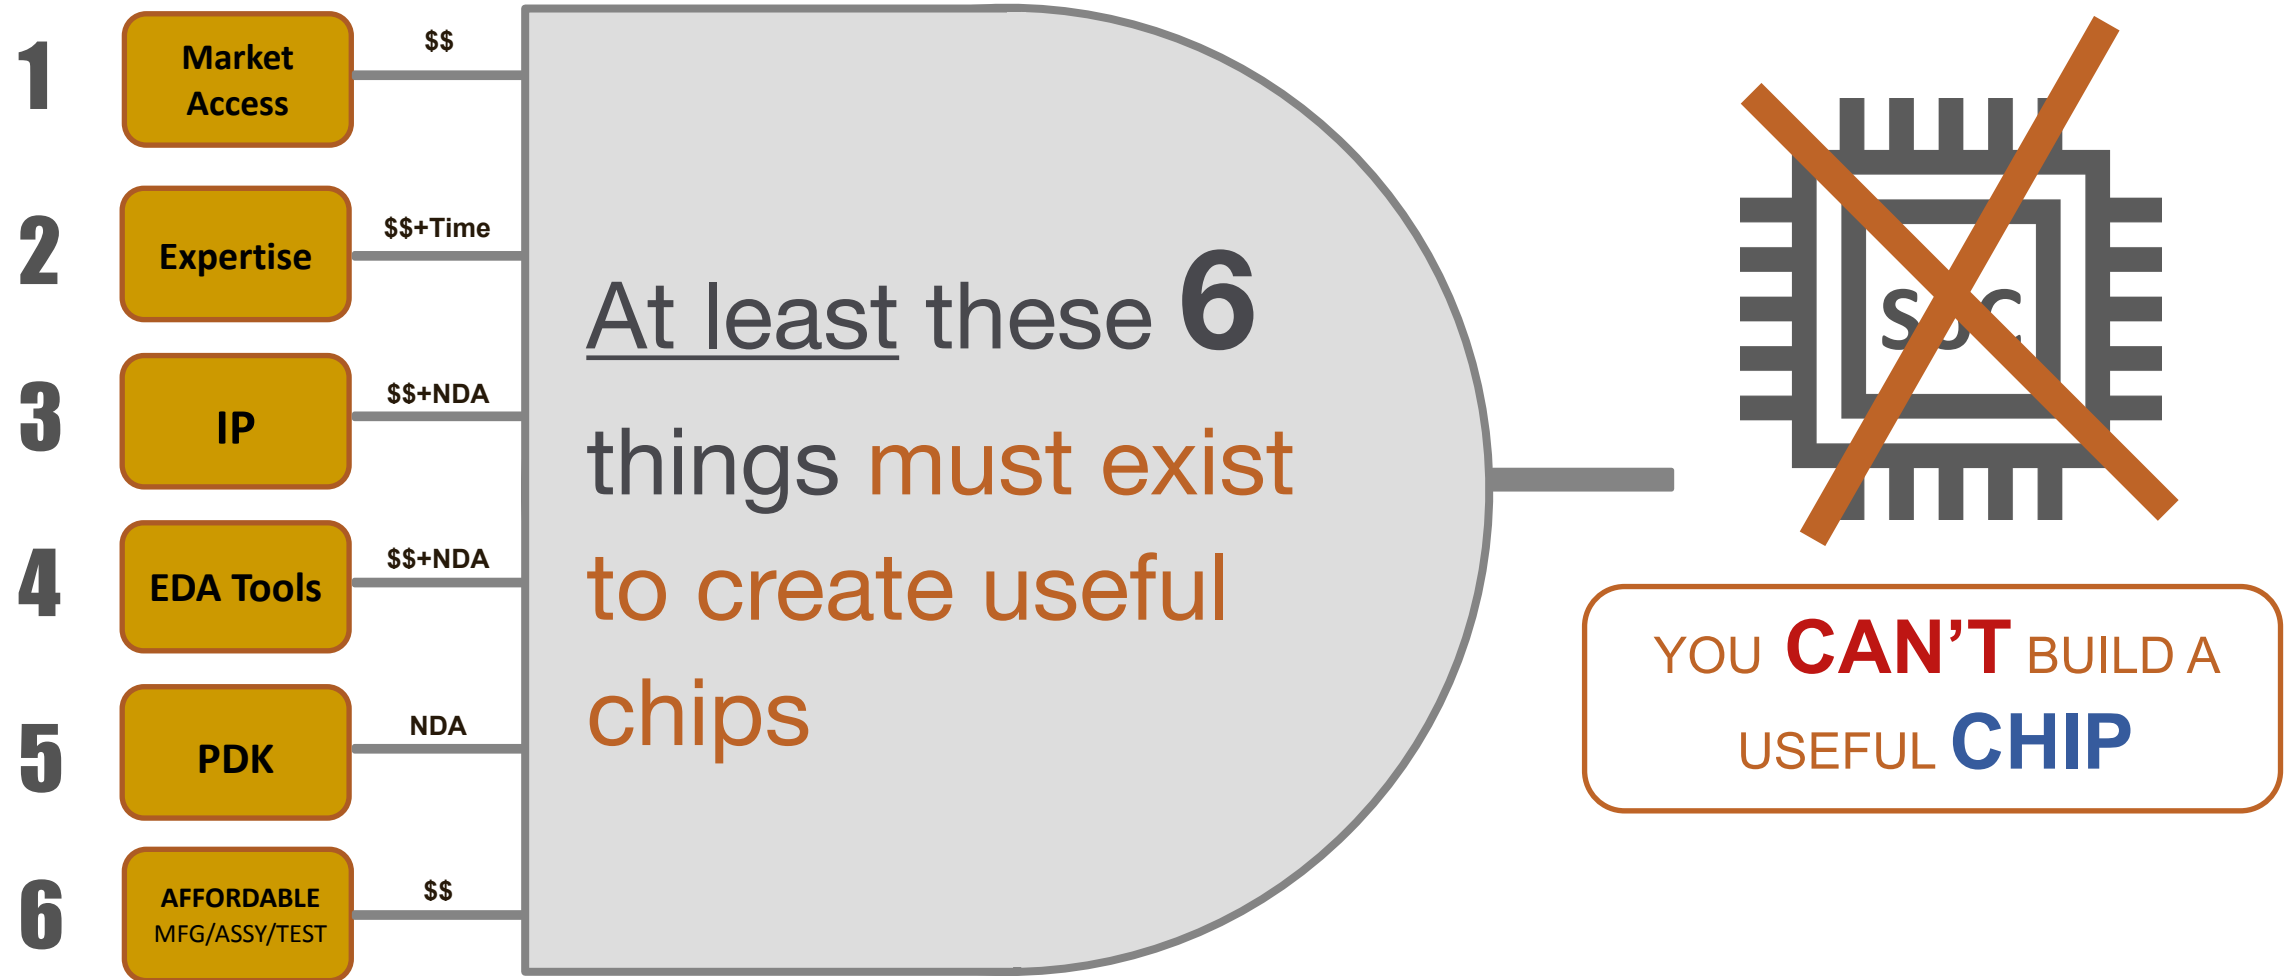 1
Market
Access
$$
2
Expertise
$$+Time
3
IP
$$+NDA
4
EDA Tools
$$+NDA
5
PDK
NDA
6
AFFORDABLE
MFG/ASSY/TEST
$$
At least these 6
things must exist
to create useful
chips
SOC
YOU CAN'T BUILD A
USEFUL CHIP